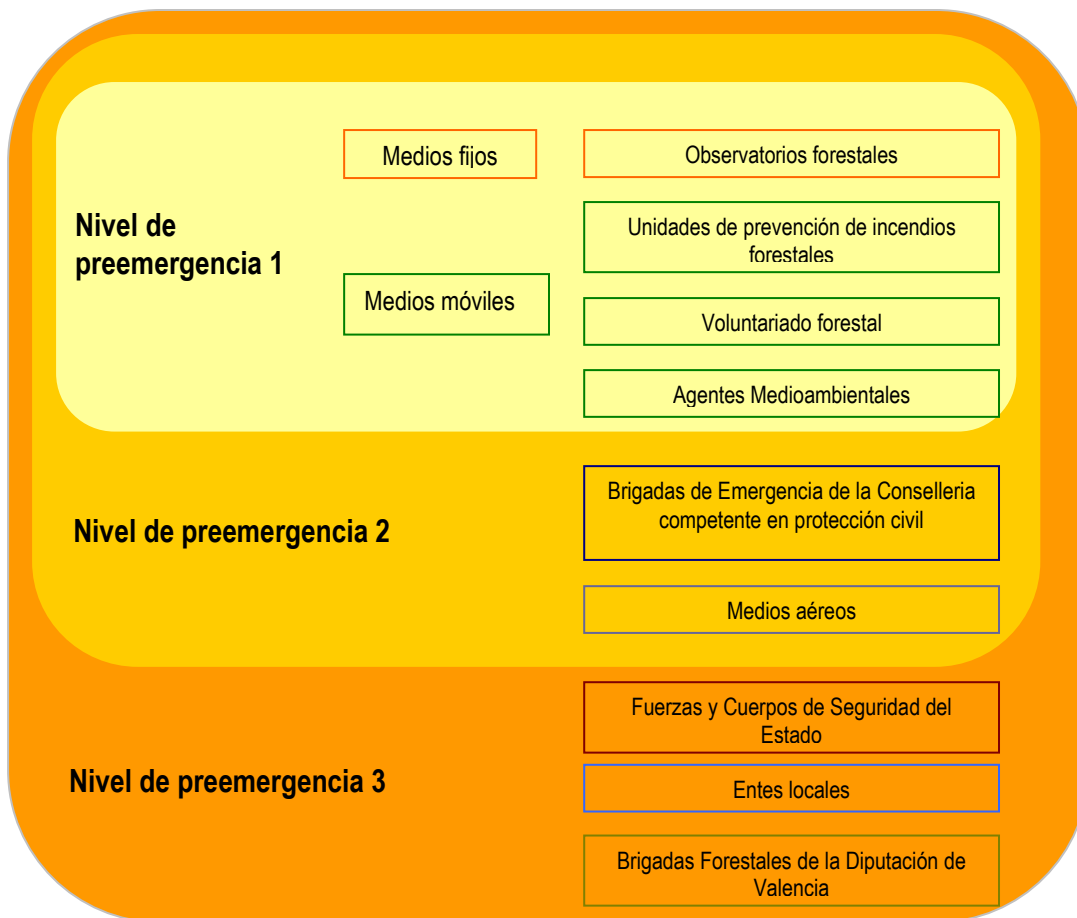 Medios fijos
Observatorios forestales
Nivel de
preemergencia 1
Unidades de prevención de incendios
forestales
Medios móviles
Voluntariado forestal
Agentes Medioambientales
Nivel de preemergencia 2
Brigadas de Emergencia de la Conselleria
competente en protección civil
Medios aéreos
Nivel de preemergencia 3
Fuerzas y Cuerpos de Seguridad del
Estado
Entes locales
Brigadas Forestales de la Diputación de
Valencia